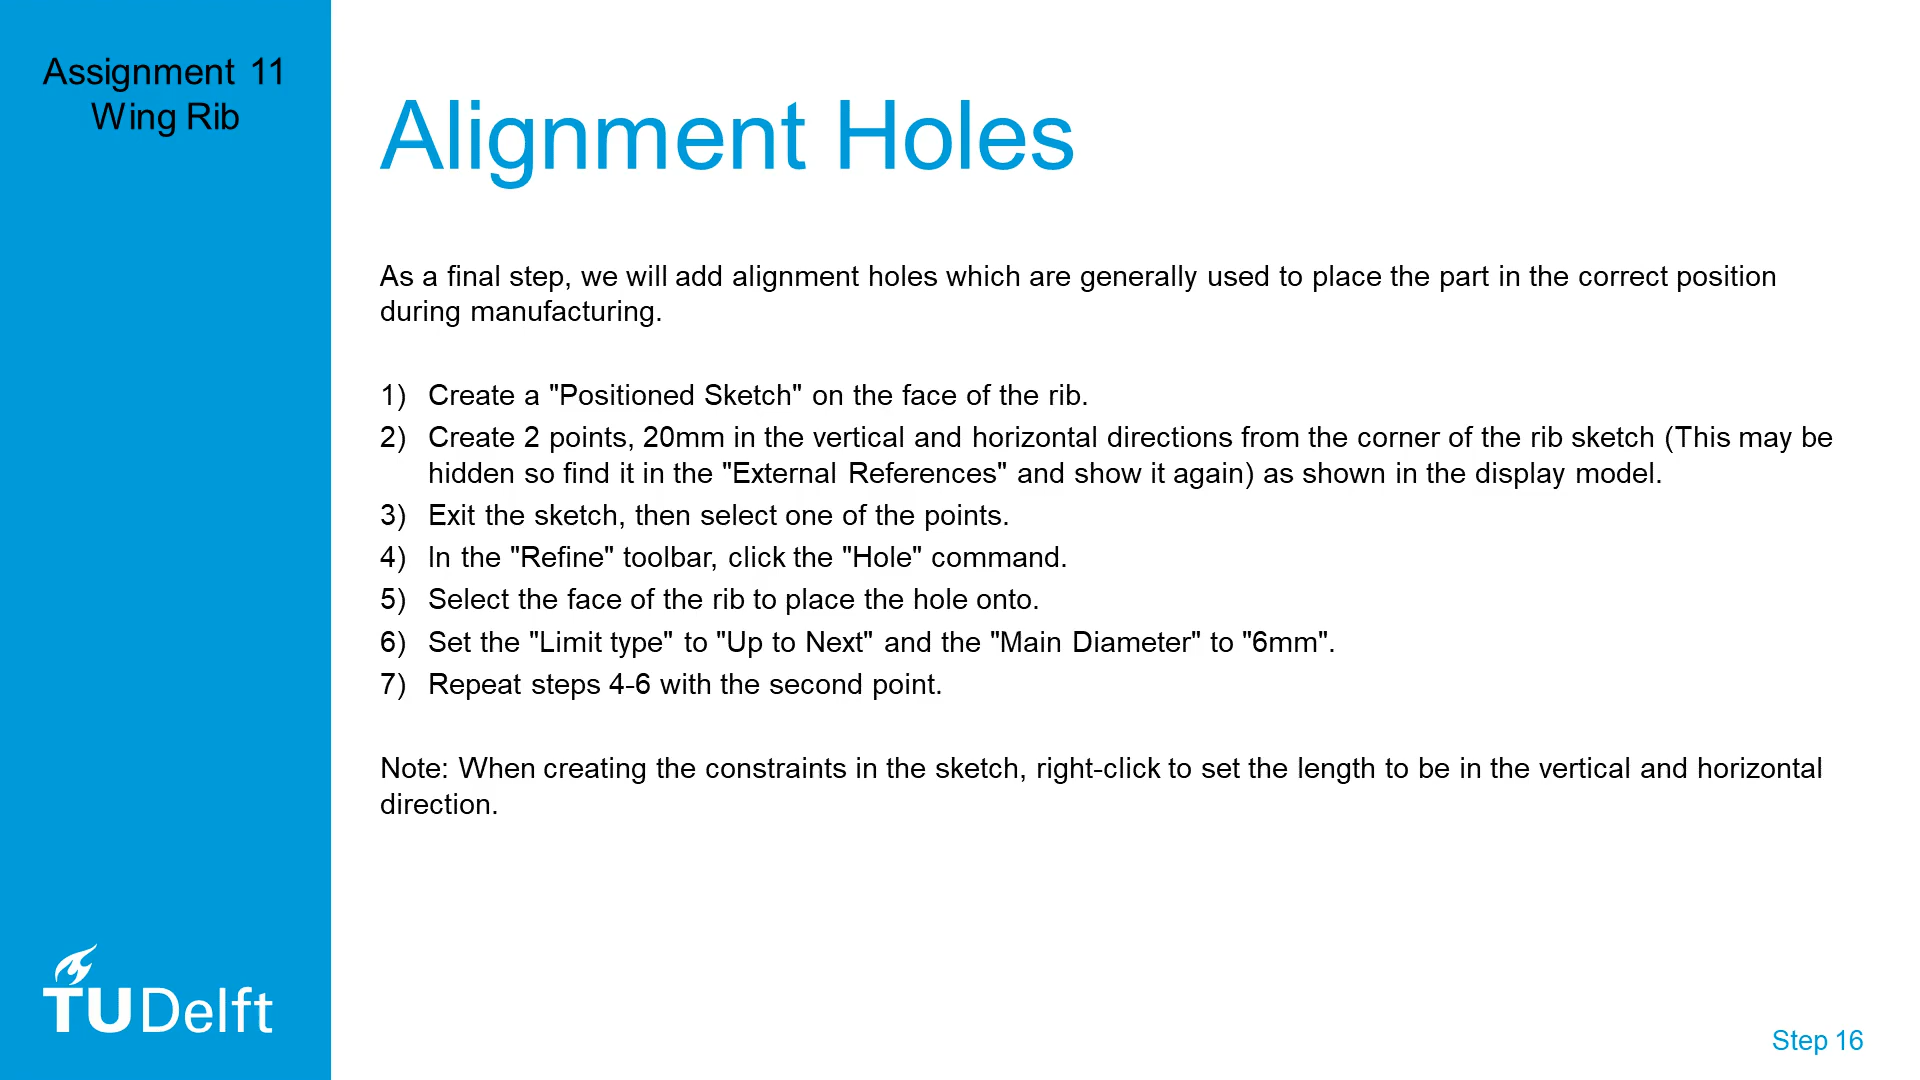 Assignment 11
Wing Rib
Alignment Holes
As a final step, we will add alignment holes which are generally used to place the part in the correct position
during manufacturing.
1) Create a "Positioned Sketch" on the face of the rib.
2) Create 2 points, 20mm in the vertical and horizontal directions from the corner of the rib sketch (This may be
hidden so find it in the "External References" and show it again) as shown in the display model.
3) Exit the sketch, then select one of the points.
4) In the "Refine" toolbar, click the "Hole" command.
5) Select the face of the rib to place the hole onto.
6) Set the "Limit type" to "Up to Next" and the "Main Diameter" to "6mm".
7) Repeat steps 4-6 with the second point.
Note: When creating the constraints in the sketch, right-click to set the length to be in the vertical and horizontal
direction.
TUDelft
Step 16